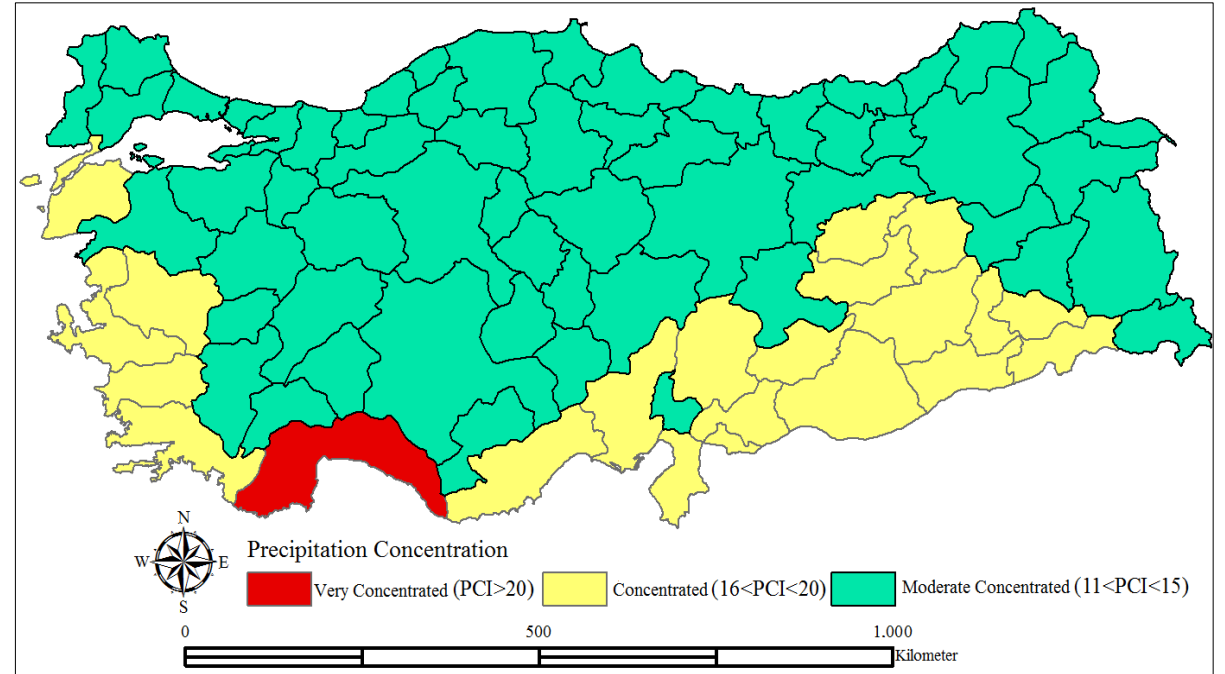 N
W E
S
Precipitation Concentration
Very Concentrated (PCI>20) Concentrated (16<PCI<20) Moderate Concentrated (11<PCI<15)
0 500 1.000
Kilometer